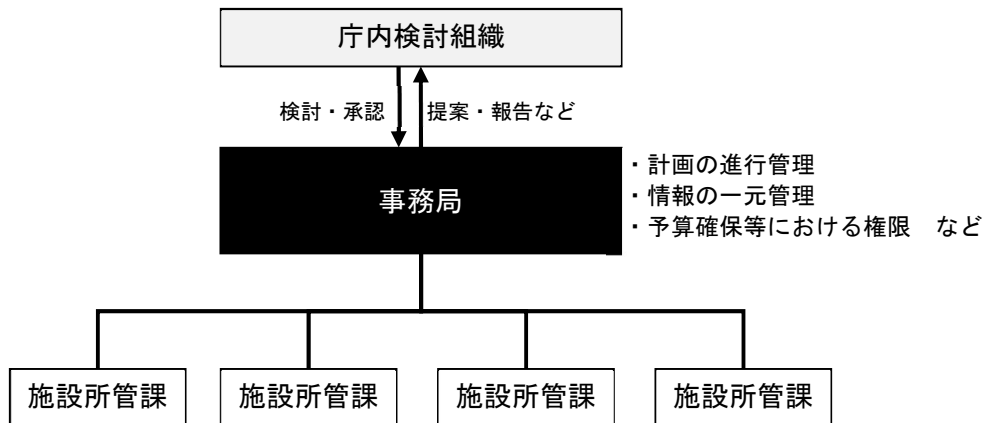 庁内検討組織
検討・承認
提案・報告など
事務局
・計画の進行管理
・情報の一元管理
・予算確保等における権限　など
施設所管課
施設所管課
施設所管課
施設所管課